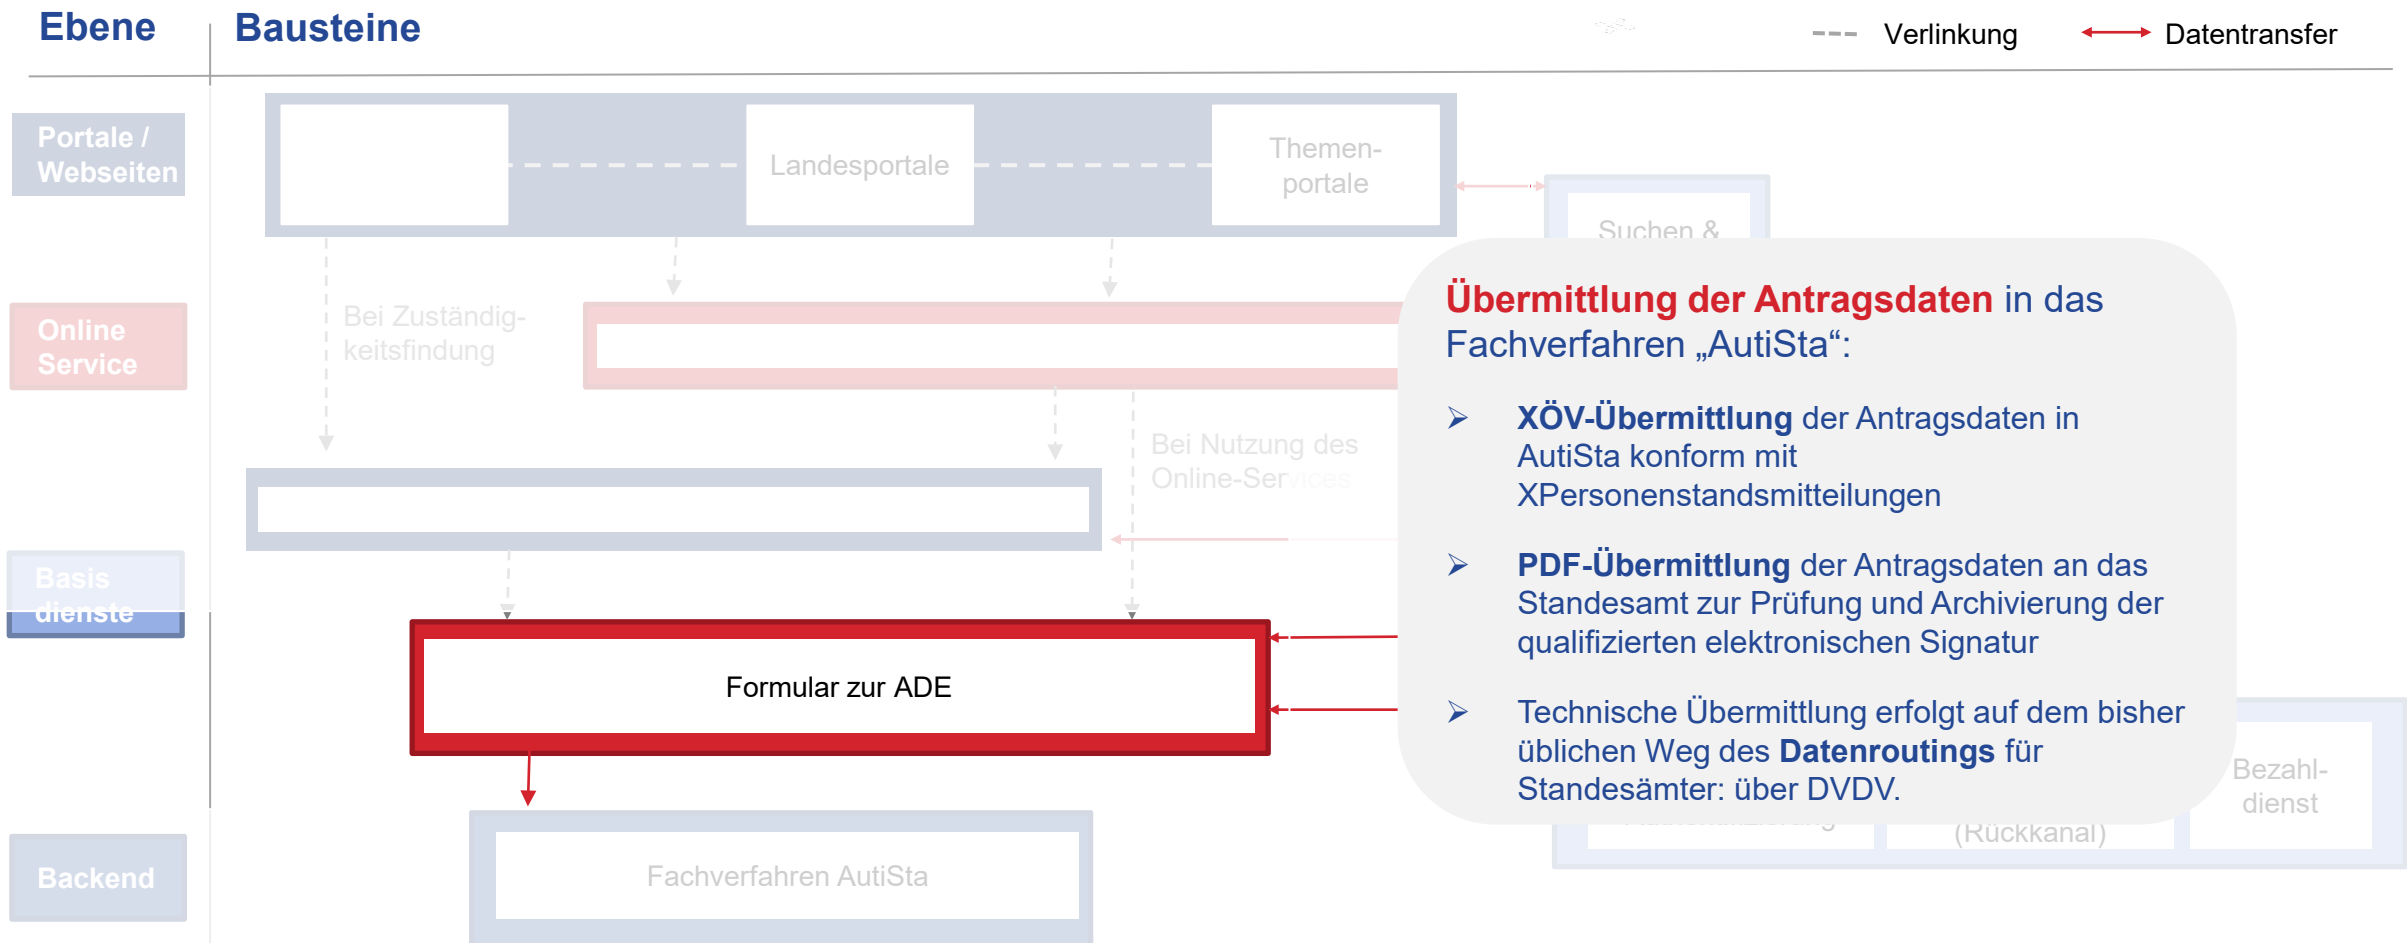 Ebene
Bausteine
Verlinkung
Datentransfer
Portale /
Webseiten
Landesportale
Themen-
portale
Suchen &
Online
Service
Bei Zuständig-
keitsfindung
Bei Nutzung des
Online-Services
Basis
dienste
Formular zur ADE
Backend
Fachverfahren AutiSta
Übermittlung der Antragsdaten in das
Fachverfahren „AutiSta“:
XÖV-Übermittlung der Antragsdaten in
AutiSta konform mit
XPersonenstandsmitteilungen
PDF-Übermittlung der Antragsdaten an das
Standesamt zur Prüfung und Archivierung der
qualifizierten elektronischen Signatur
Technische Übermittlung erfolgt auf dem bisher
üblichen Weg des Datenroutings für
Standesämter: über DVDV.
(Rückkanal)
Bezahl-
dienst